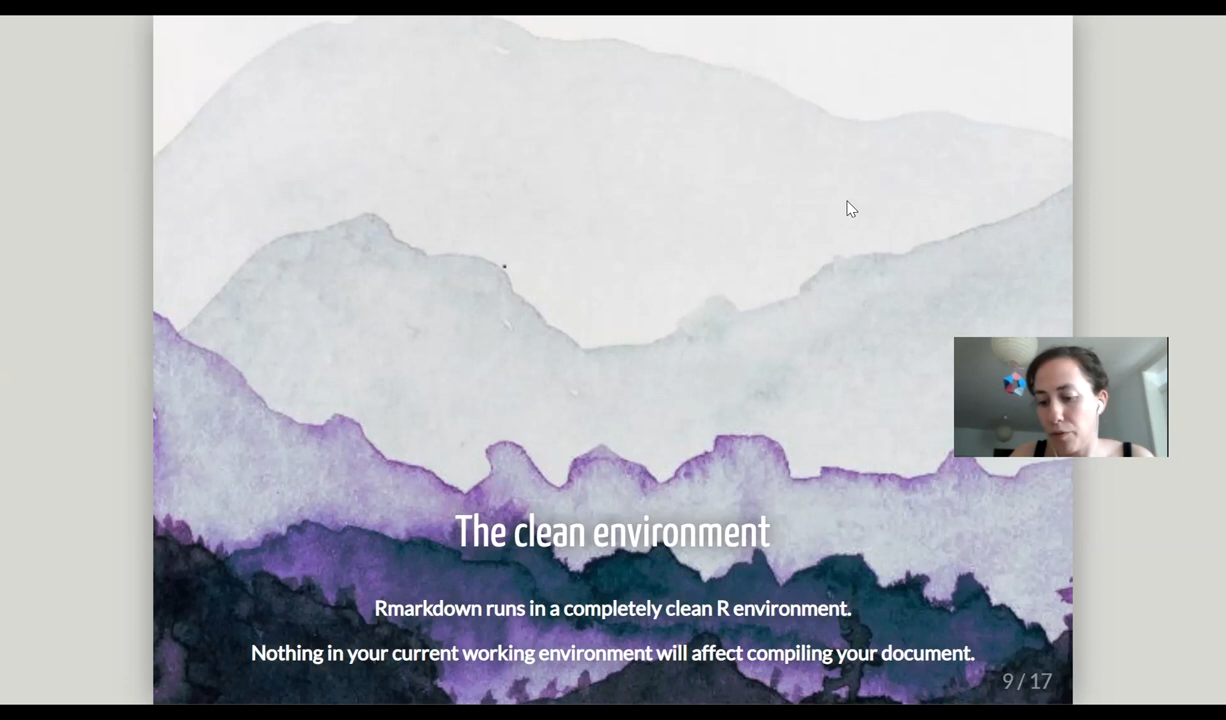 The clean environment
Rmarkdown runs in a completely clean R environment.
Nothing in your current working environment will affect compiling your document.
9 / 17